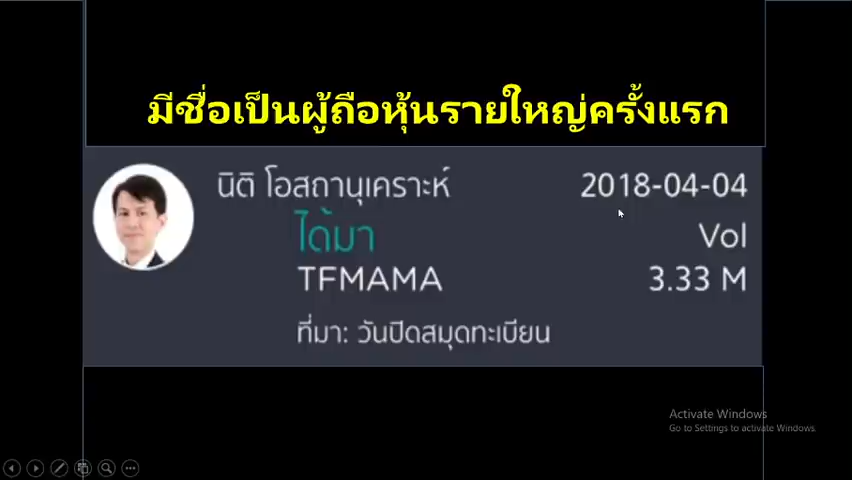 มีชื่อเป็นผู้ถือหุ้นรายใหญ่ครั้งแรก
นิติ โอสถานุเคราะห์ 2018-04-04
ได้มา Vol
TFMAMA 3.33 M
ที่มา: วันปิดสมุดทะเบียน
Activate Windows
Go to Settings to activate Windows.